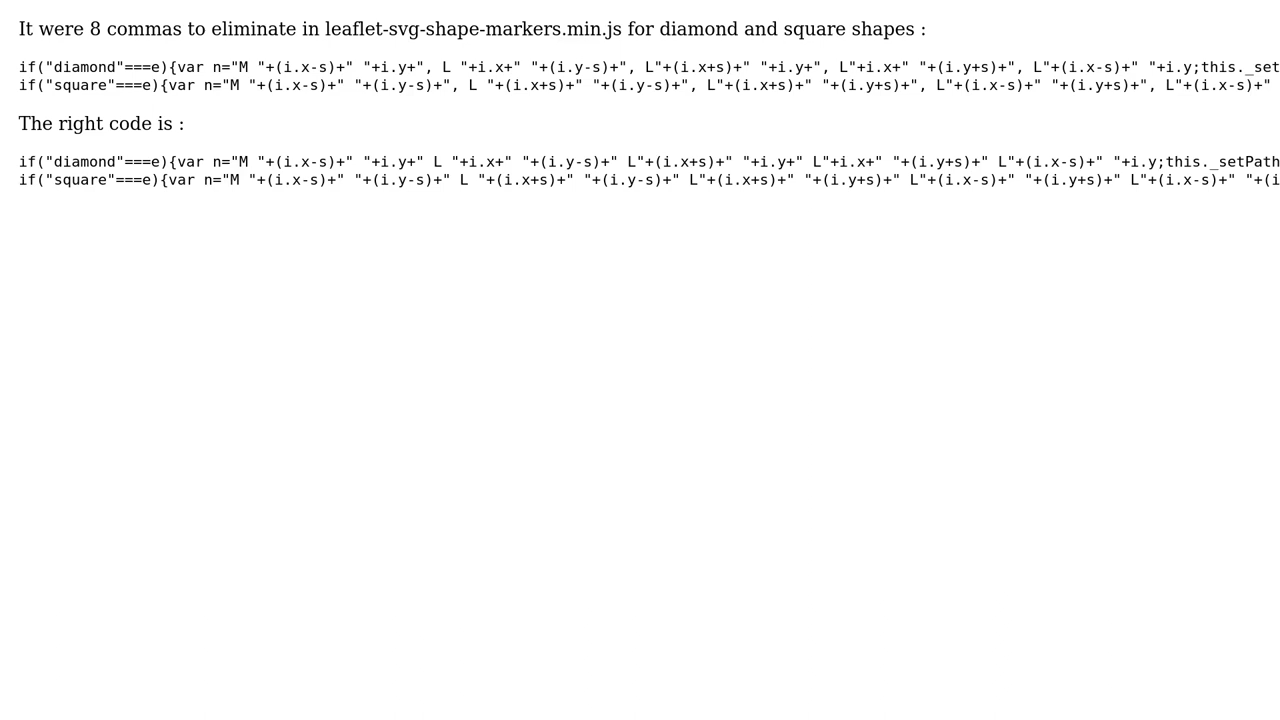 It were 8 commas to eliminate in leaflet-svg-shape-markers.min.js for diamond and square shapes :
if("diamond"===e){var n="M "+(i.x-s)+" "+i.y+", L "+i.x+" "+(i.y-s)+", L"+(i.x+s)+" "+i.y+", L"+i.x+" "+(i.y+s)+", L"+(i.x-s)+" "+i.y;this._set
if("square"===e){var n="M "+(i.x-s)+" "+(i.y-s)+", L "+(i.x+s)+" "+(i.y-s)+", L"+(i.x+s)+" "+(i.y+s)+", L"+(i.x-s)+" "+(i.y+s)+", L"+(i.x-s)+"
The right code is :
if("diamond"===e){var n="M "+(i.x-s)+" "+i.y+" L "+i.x+" "+(i.y-s)+" L"+(i.x+s)+" "+i.y+" L"+i.x+" "+(i.y+s)+" L"+(i.x-s)+" "+i.y;this._setPath
if("square"===e){var n="M "+(i.x-s)+" "+(i.y-s)+" L "+(i.x+s)+" "+(i.y-s)+" L"+(i.x+s)+" "+(i.y+s)+" L"+(i.x-s)+" "+(i.y+s)+" L"+(i.x-s)+" "+(i